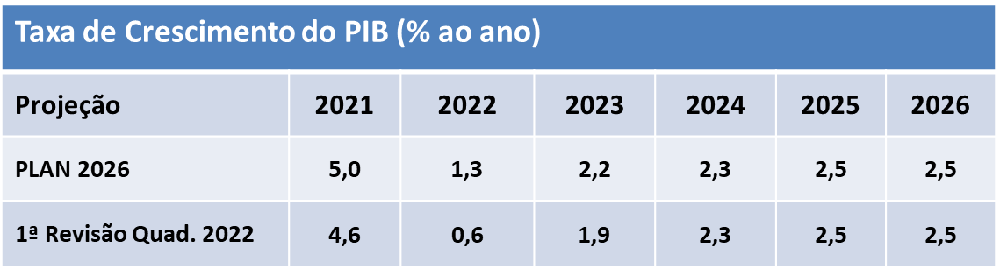 Taxa de Crescimento do PIB (% ao ano)
Projeção 2021 2022 2023 2024 2025 2026
PLAN 2026 5,0 1,3 2,2 2,3 2,5 2,5
1ª Revisão Quad. 2022 4,6 0,6 1,9 2,3 2,5 2,5